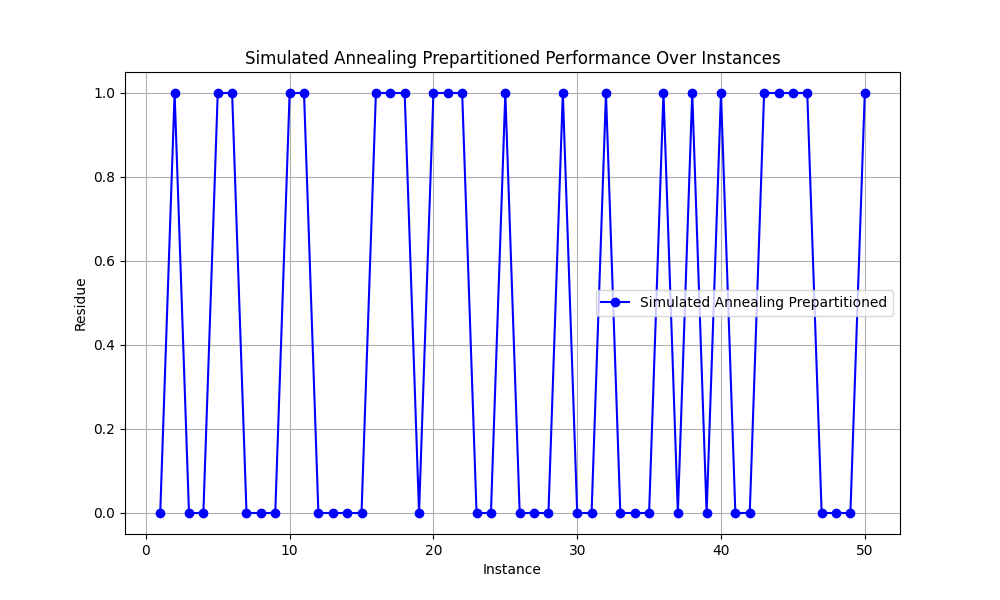 Simulated Annealing Prepartitioned Performance Over Instances
Residue
1.0
0.8
0.6
0.4
0.2
0.0
Simulated Annealing Prepartitioned
0 10 20 30 40 50
Instance